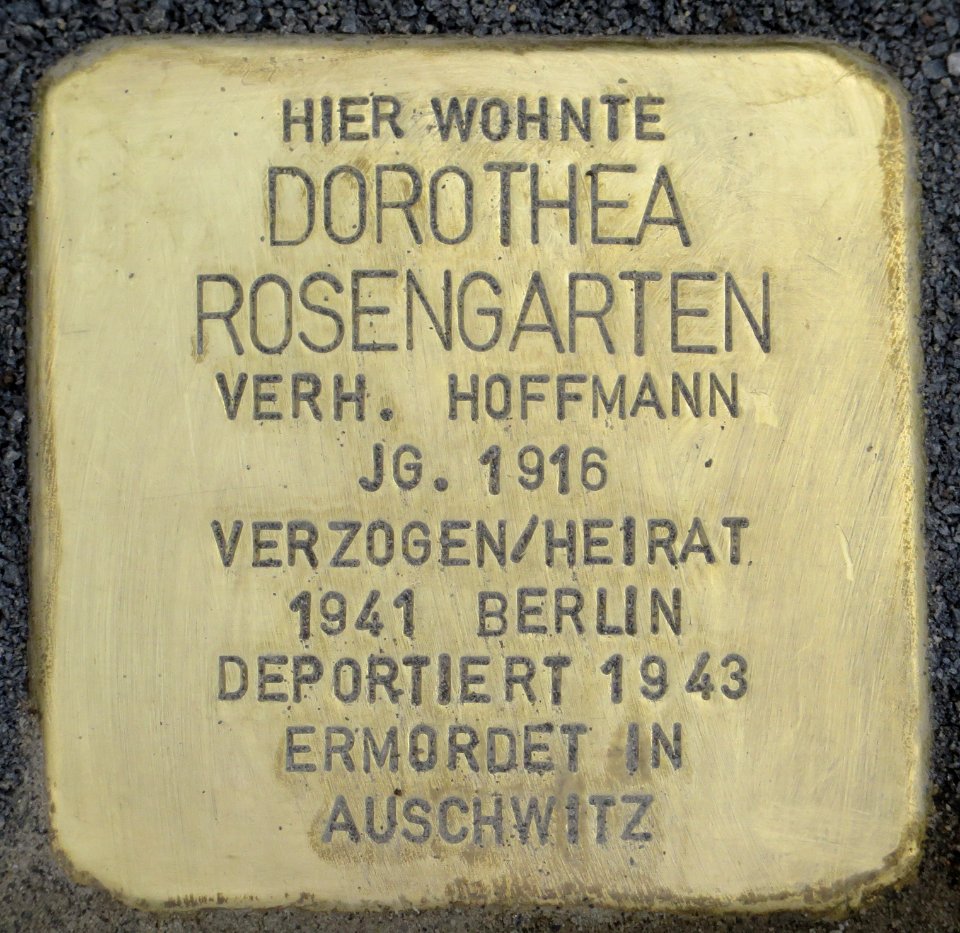 HIER WOHNTE
DOROTHEA
ROSENGARTEN
VERH. HOFFMANN
JG. 1916
VERZOGEN/HEIRAT
1941 BERLIN
DEPORTIERT 1943
ERMORDET IN
AUSCHWITZ